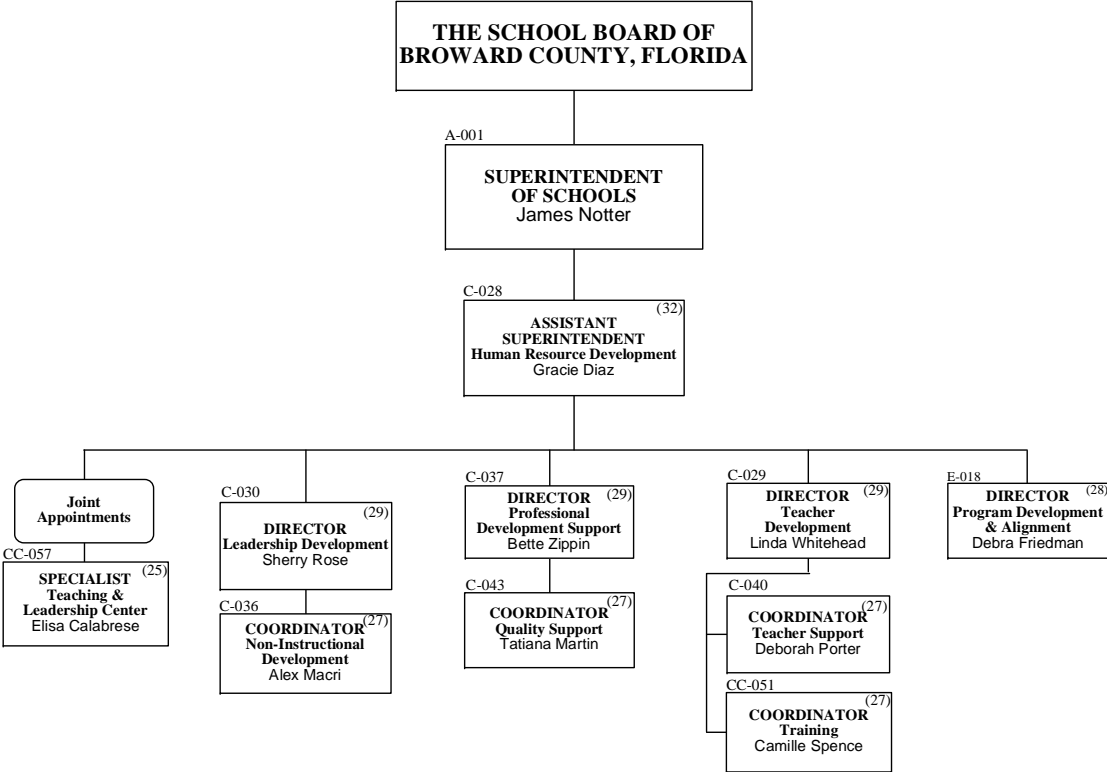 THE SCHOOL BOARD OF
BROWARD COUNTY, FLORIDA
A-001
SUPERINTENDENT
OF SCHOOLS
James Notter
C-028
(32)
ASSISTANT
SUPERINTENDENT
Human Resource Development
Gracie Diaz
Joint
Appointments
CC-057
(25)
SPECIALIST
Teaching &
Leadership Center
Elisa Calabrese
C-030
(29)
DIRECTOR
Leadership Development
Sherry Rose
C-036
(27)
COORDINATOR
Non-Instructional
Development
Alex Macri
C-037
(29)
DIRECTOR
Professional
Development Support
Bette Zippin
C-043
(27)
COORDINATOR
Quality Support
Tatiana Martin
C-029
(29)
DIRECTOR
Teacher
Development
Linda Whitehead
C-040
(27)
COORDINATOR
Teacher Support
Deborah Porter
CC-051
(27)
COORDINATOR
Training
Camille Spence
E-018
(28)
DIRECTOR
Program Development
& Alignment
Debra Friedman